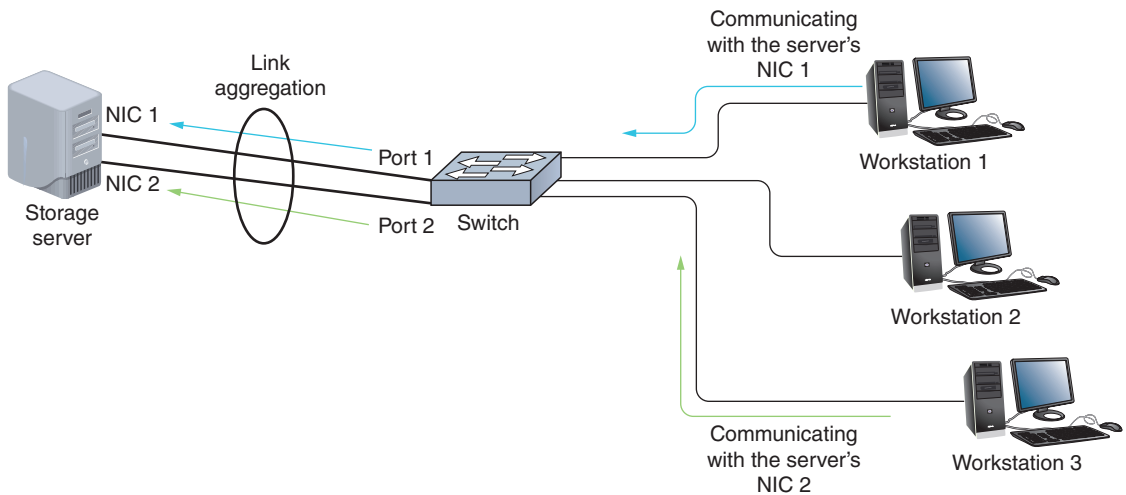 Communicating
with the server's
NIC 1
Link
aggregation
NIC 1
Port 1
Workstation 1
NIC 2
Storage
server
Port 2
Switch
Workstation 2
Communicating
with the server's
NIC 2
Workstation 3